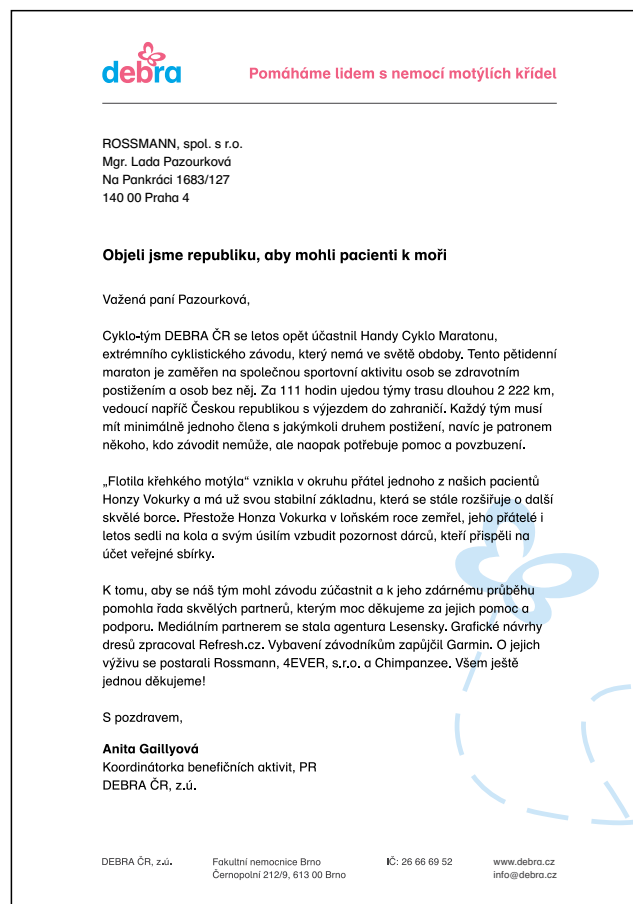 debra
Pomáháme lidem s nemocí motýlích křídel
ROSSMANN, spol. s r.o.
Mgr. Lada Pazourková
Na Pankráci 1683/127
140 00 Praha 4
Objeli jsme republiku, aby mohli pacienti k moři
Važená paní Pazourková,
Cyklo-tým DEBRA ČR se letos opět účastnil Handy Cyklo Maratonu,
extrémního cyklistického závodu, který nemá ve světě obdoby. Tento pětidenní
maraton je zaměřen na společnou sportovní aktivitu osob se zdravotním
postižením a osob bez něj. Za 111 hodin ujedou týmy trasu dlouhou 2 222 km,
vedoucí napříč Českou republikou s výjezdem do zahraničí. Každý tým musí
mít minimálně jednoho člena s jakýmkoli druhem postižení, navíc je patronem
někoho, kdo závodit nemůže, ale naopak potřebuje pomoc a povzbuzení.
„Flotila křehkého motýla“ vznikla v okruhu přátel jednoho z našich pacientů
Honzy Vokurky a má už svou stabilní základnu, která se stále rozšiřuje o další
skvělé borce. Přestože Honza Vokurka v loňském roce zemřel, jeho přátelé i
letos sedli na kola a svým úsilím vzbudit pozornost dárců, kteří přispěli na
účet veřejné sbírky.
K tomu, aby se náš tým mohl závodu zúčastnit a k jeho zdárnému průběhu
pomohla řada skvělých partnerů, kterým moc děkujeme za jejich pomoc a
podporu. Mediálním partnerem se stala agentura Lesensky. Grafické návrhy
dresů zpracoval Refresh.cz. Vybavení závodníkům zapůjčil Garmin. O jejich
výživu se postarali Rossmann, 4EVER, s.r.o. a Chimpanzee. Všem ještě
jednou děkujeme!
S pozdravem,
Anita Gaillyová
Koordinátorka benefičních aktivit, PR
DEBRA ČR, z.ú.
DEBRA ČR, z.ú. Fakultní nemocnice Brno IČ: 26 66 69 52 www.debra.cz
Černopolní 212/9, 613 00 Brno info@debra.cz